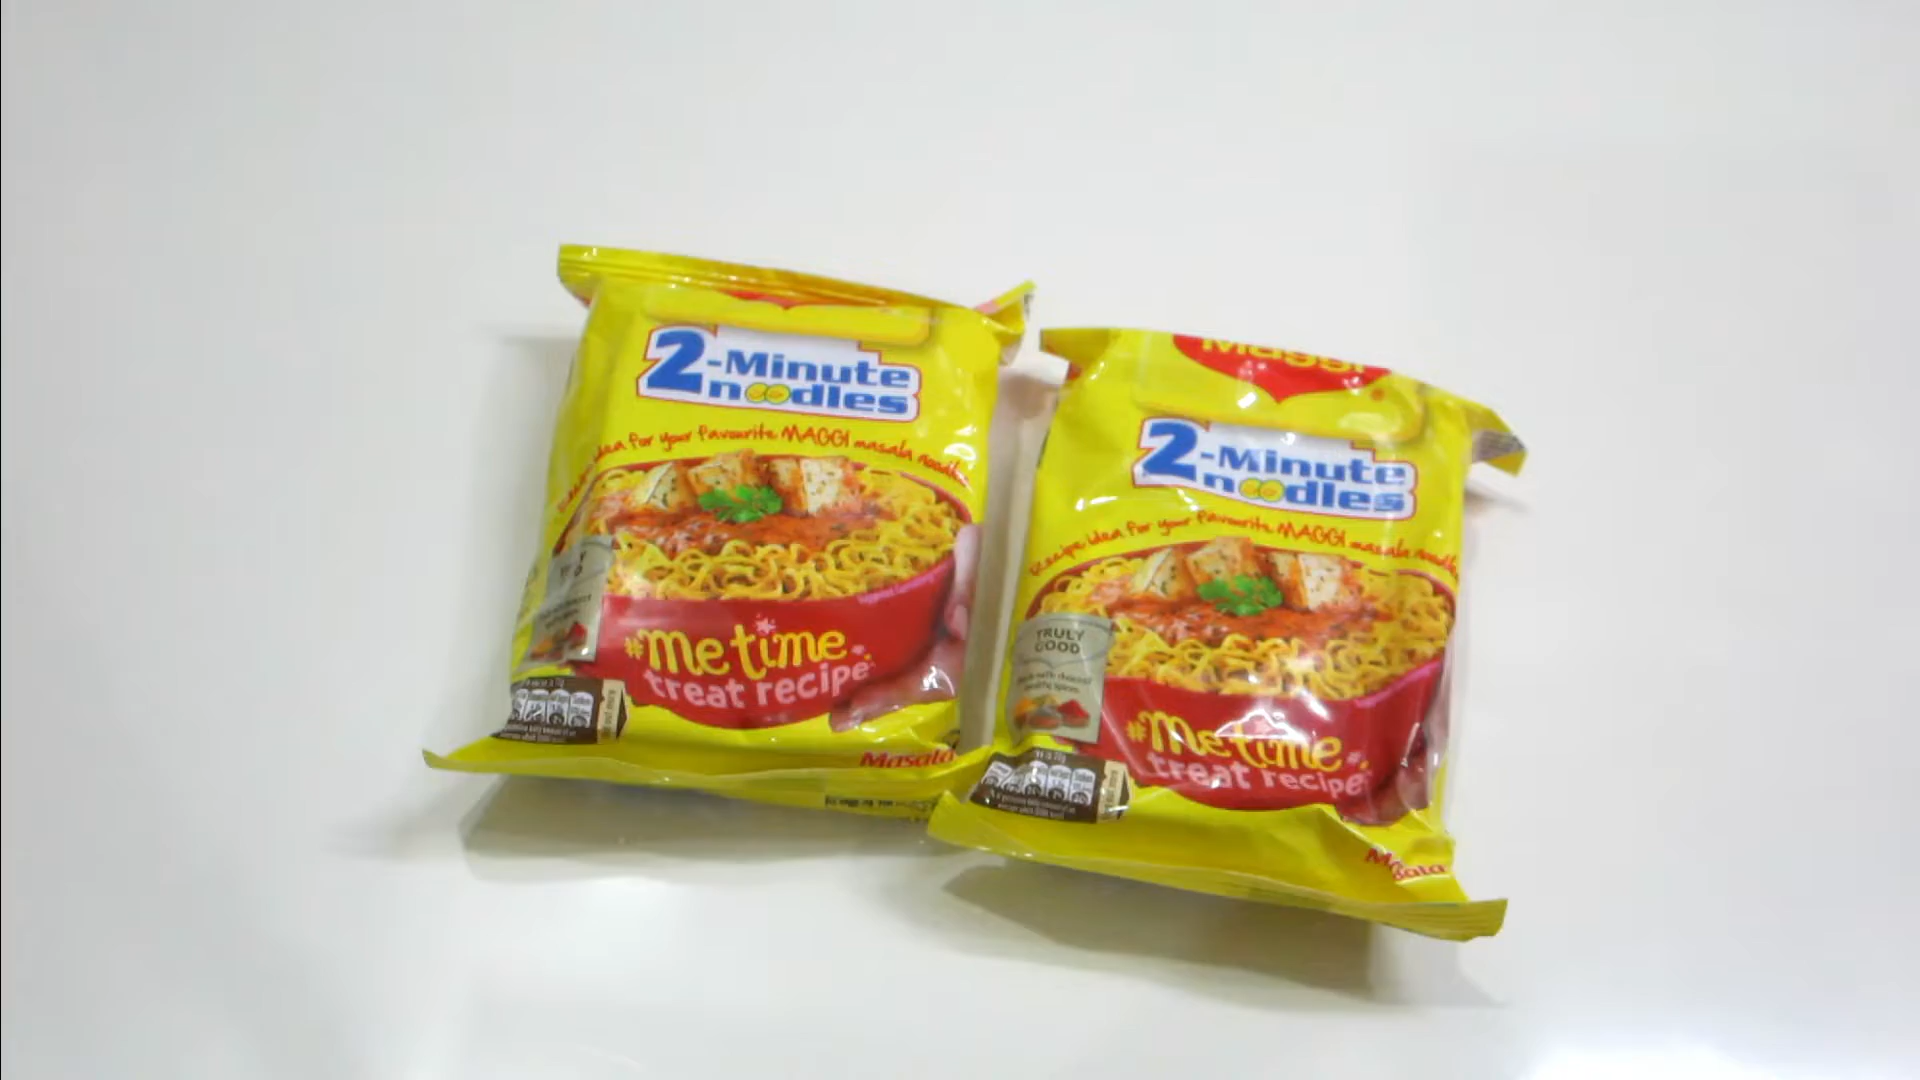 2-Minute
noodles
idea for your favourite MAGGI masala noodles
#Me time
treat recipe
Masala
Maggi
2-Minute
noodles
Recipe idea for your favourite MAGGI masala noodles
TRULY
GOOD
#Me time
treat recipe
Masala